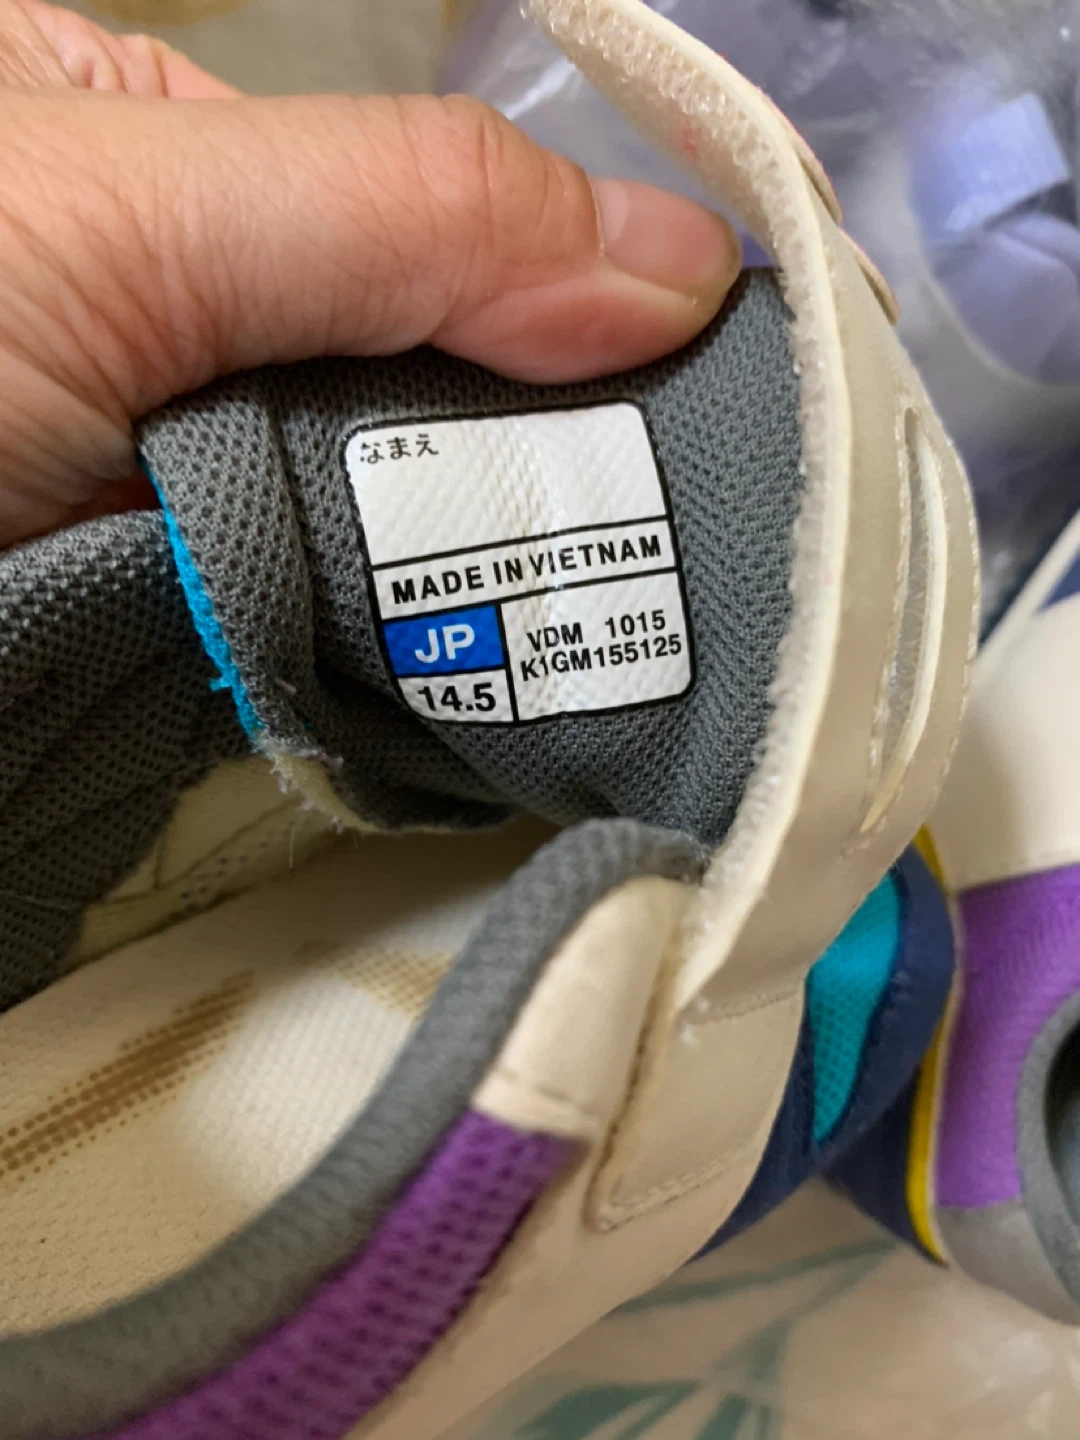 なまえ
MADE IN VIETNAM
JP
14.5
VDM 1015
K1GM155125